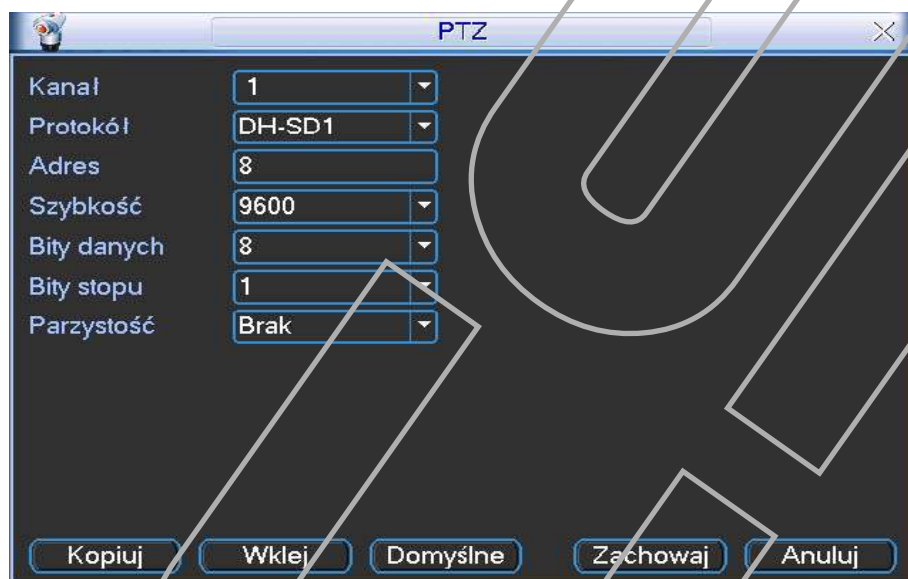 PTZ
Kanał 1
Protokół DH-SD1
Adres 8
Szybkość 9600
Bity danych 8
Bity stopu 1
Parzystość Brak
Kopiuj Wklej Domyślne Zachowaj Anuluj